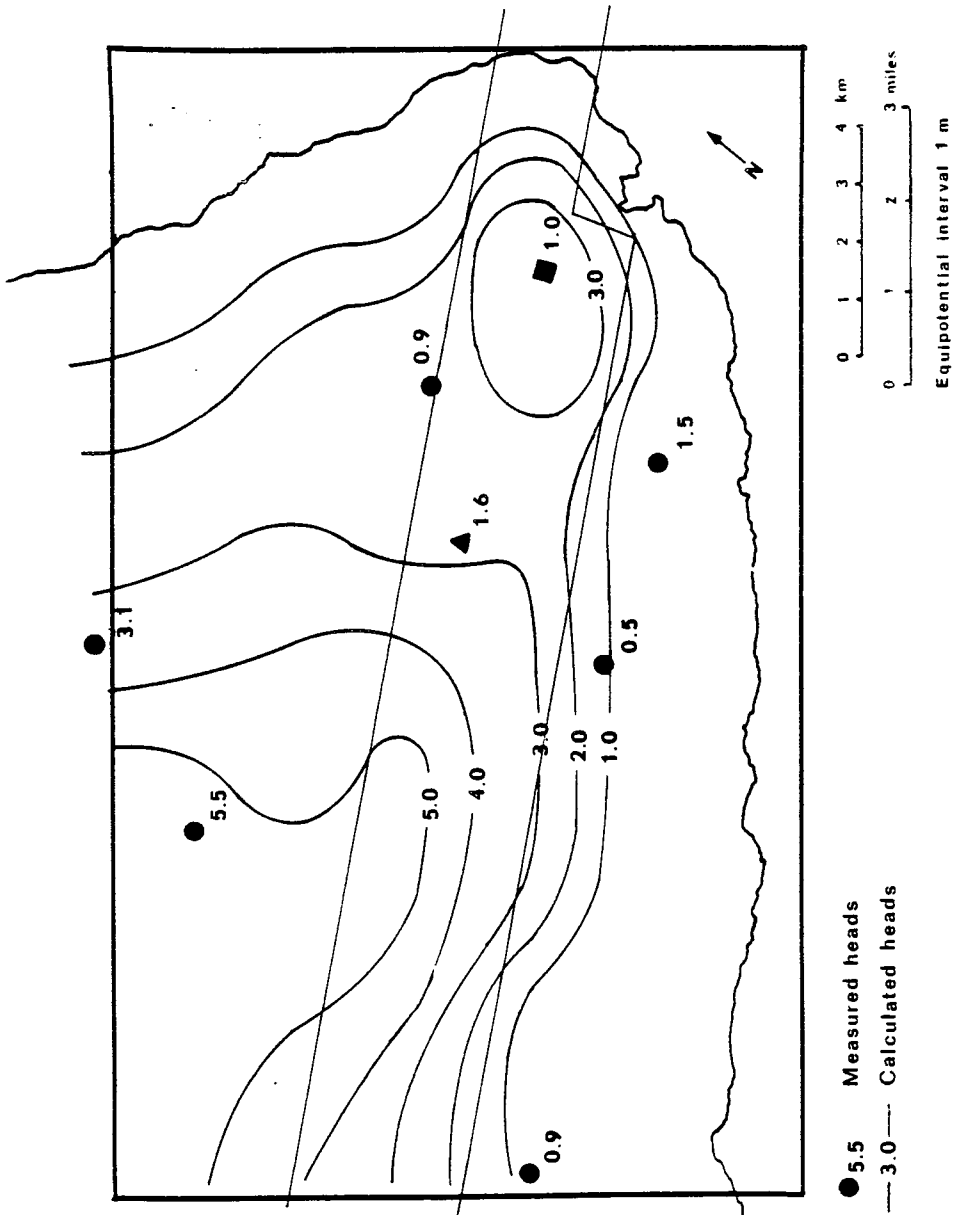 3.1
5.5
0.9
1.6
1.0
3.0
1.5
0.5
5.0
4.0
3.0
2.0
1.0
0.9
N
0 1 2 3 4 km
0 1 2 3 miles
Equipotential interval 1 m
5.5 Measured heads
3.0 Calculated heads